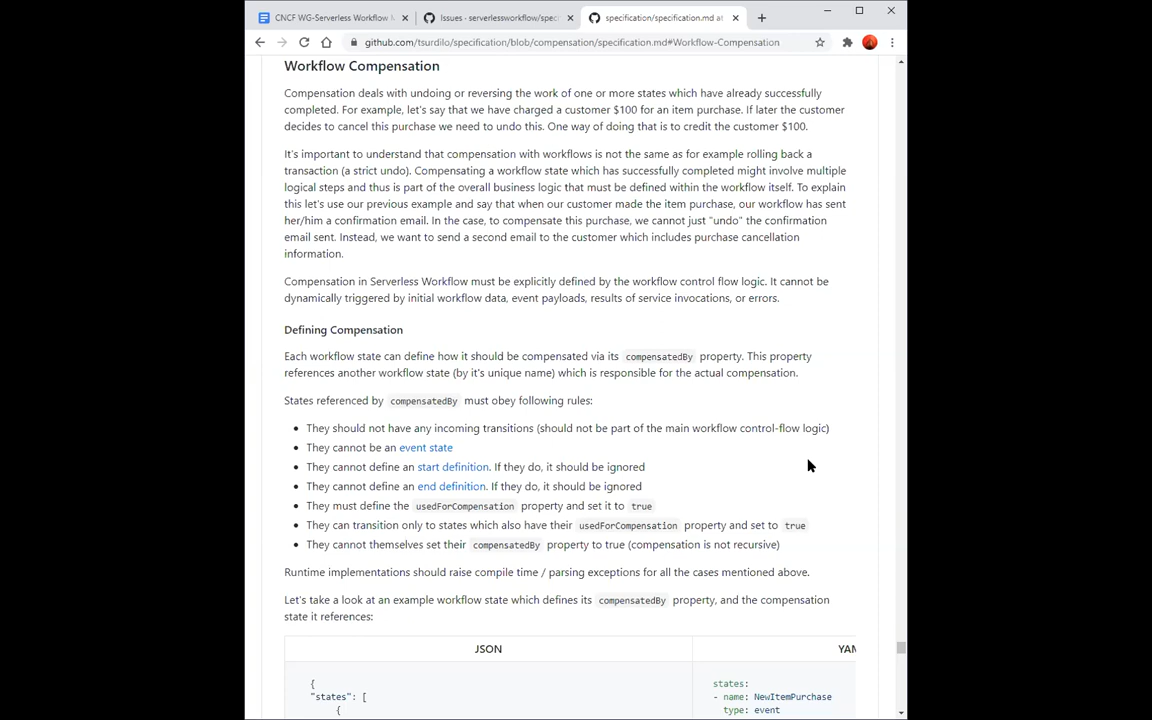 CNCF WG-Serverless Workflow
Issues · serverlessworkflow/spec
specification/specification.md at
github.com/tsurdilo/specification/blob/compensation/specification.md#Workflow-Compensation
Workflow Compensation
Compensation deals with undoing or reversing the work of one or more states which have already successfully
completed. For example, let's say that we have charged a customer $100 for an item purchase. If later the customer
decides to cancel this purchase we need to undo this. One way of doing that is to credit the customer $100.
It's important to understand that compensation with workflows is not the same as for example rolling back a
transaction (a strict undo). Compensating a workflow state which has successfully completed might involve multiple
logical steps and thus is part of the overall business logic that must be defined within the workflow itself. To explain
this let's use our previous example and say that when our customer made the item purchase, our workflow has sent
her/him a confirmation email. In the case, to compensate this purchase, we cannot just "undo" the confirmation
email sent. Instead, we want to send a second email to the customer which includes purchase cancellation
information.
Compensation in Serverless Workflow must be explicitly defined by the workflow control flow logic. It cannot be
dynamically triggered by initial workflow data, event payloads, results of service invocations, or errors.
Defining Compensation
Each workflow state can define how it should be compensated via its compensatedBy property. This property
references another workflow state (by it's unique name) which is responsible for the actual compensation.
States referenced by compensatedBy must obey following rules:
• They should not have any incoming transitions (should not be part of the main workflow control-flow logic)
• They cannot be an event state
• They cannot define an start definition. If they do, it should be ignored
• They cannot define an end definition. If they do, it should be ignored
• They must define the usedForCompensation property and set it to true
• They can transition only to states which also have their usedForCompensation property and set to true
• They cannot themselves set their compensatedBy property to true (compensation is not recursive)
Runtime implementations should raise compile time / parsing exceptions for all the cases mentioned above.
Let's take a look at an example workflow state which defines its compensatedBy property, and the compensation
state it references:
JSON YAM
{
"states": [
{
states:
- name: NewItemPurchase
type: event